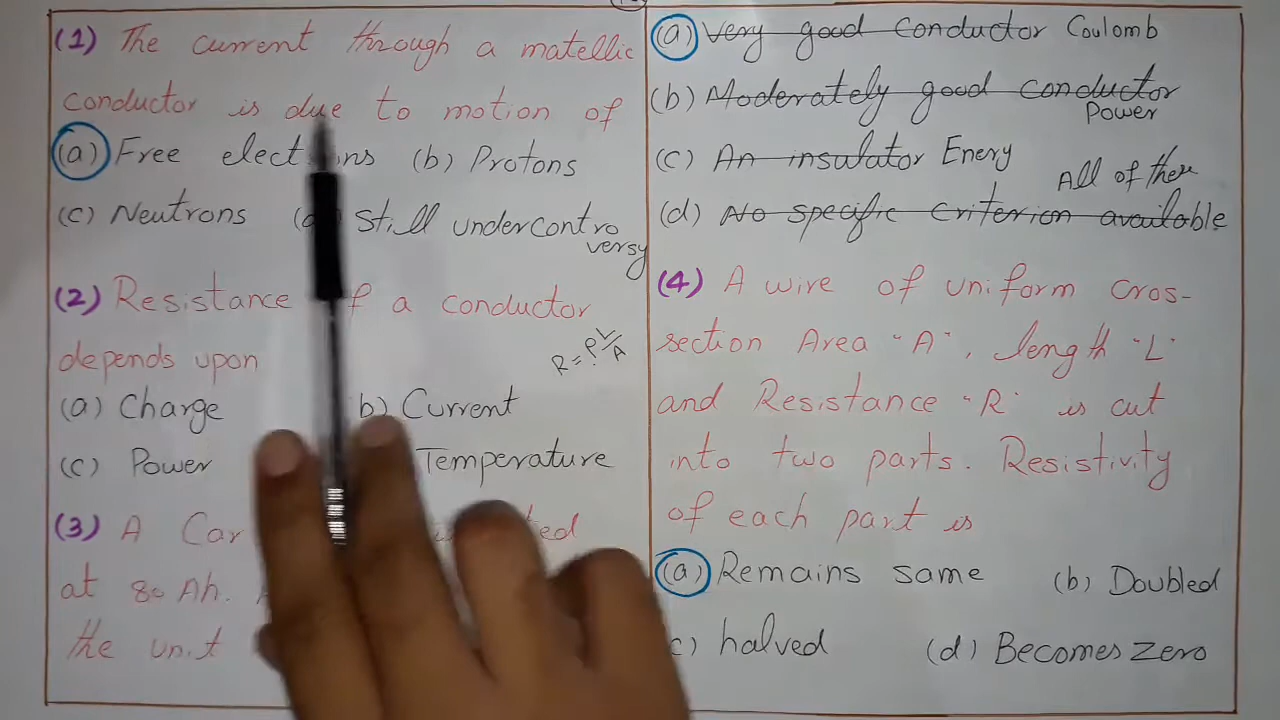 (1) The current through a matellic
conductor is due to motion of
(a) Free (b) Protons
(c) Neutrons Still undercontro
versy
(2) Resistance of a conductor
depends upon
R = ρL/A
(a) Charge b) Current
(c) Power Temperature
(3) A Car
at 80 Ah.
the unit
(a) Very good Conductor Coulomb
(b) Moderately good conductor
Power
(c) An insulator Enery
All of these
(d) No specific Criterion available
(4) A wire of uniform cros-
section Area "A", length "L"
and Resistance "R" is cut
into two parts. Resistivity
of each part is
(a) Remains same (b) Doubled
c) halved (d) Becomes zero